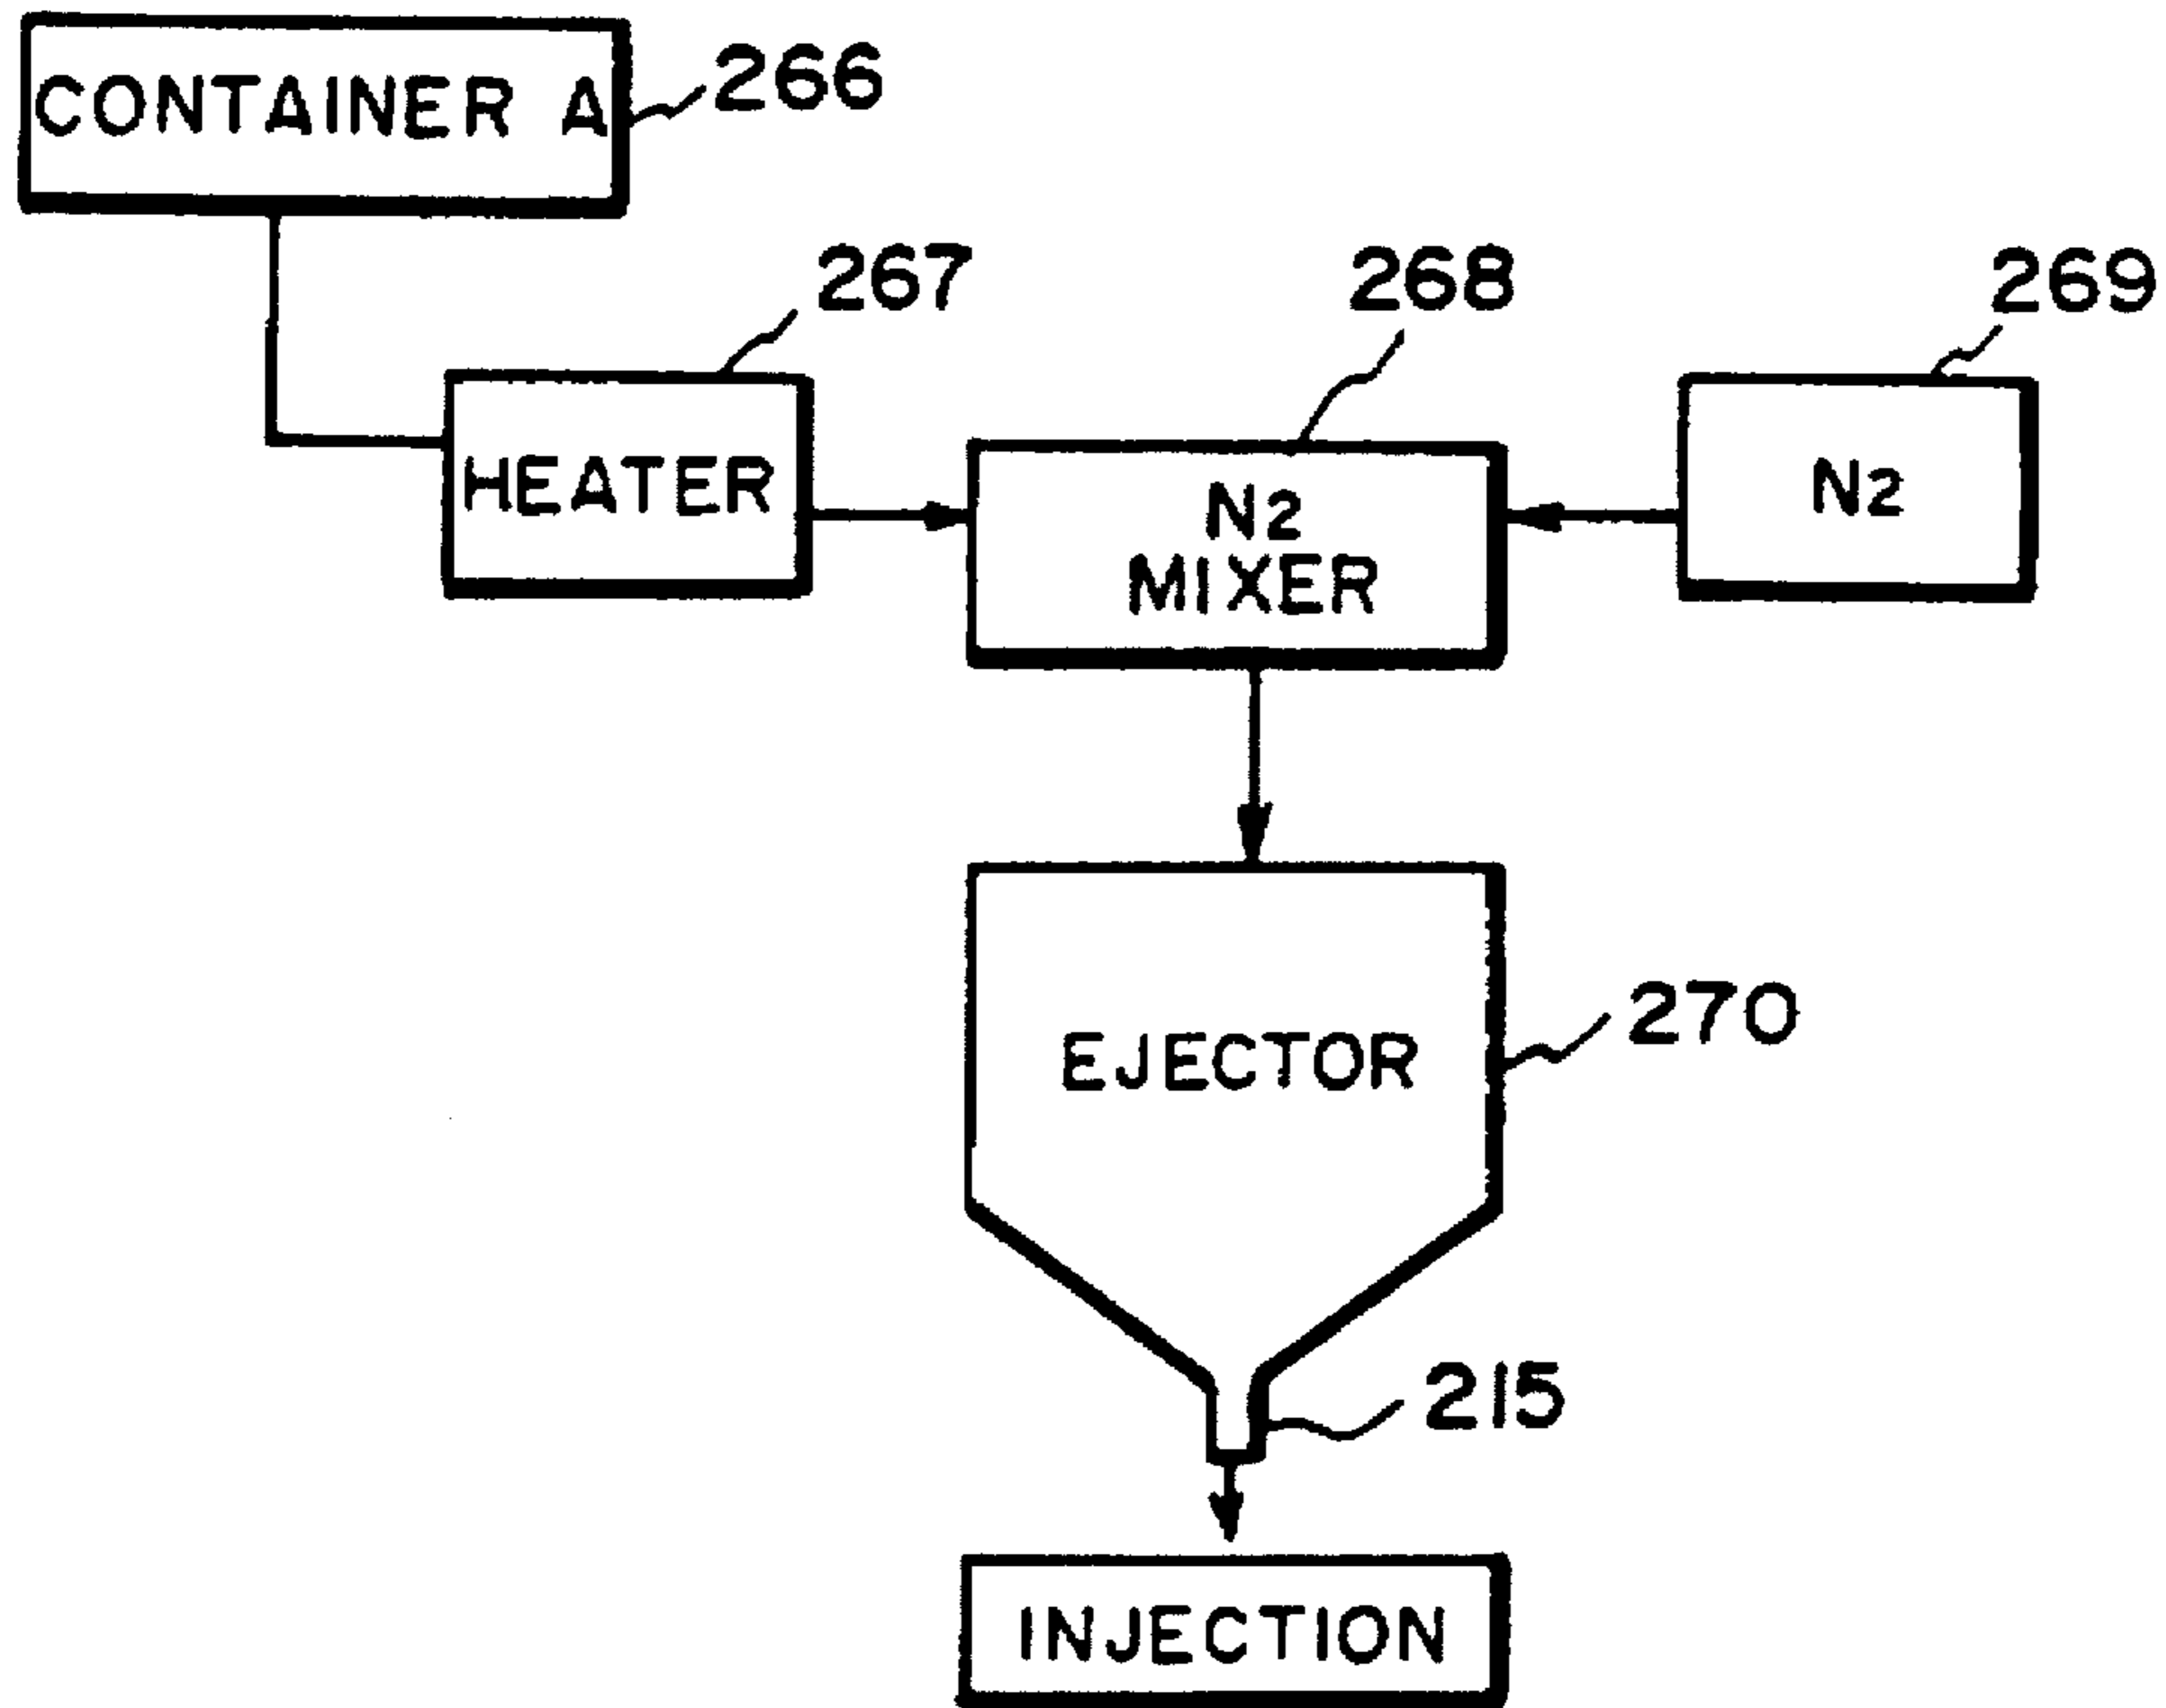 CONTAINER A
266
267
268
269
HEATER
N2
MIXER
N2
EJECTOR
270
215
INJECTION